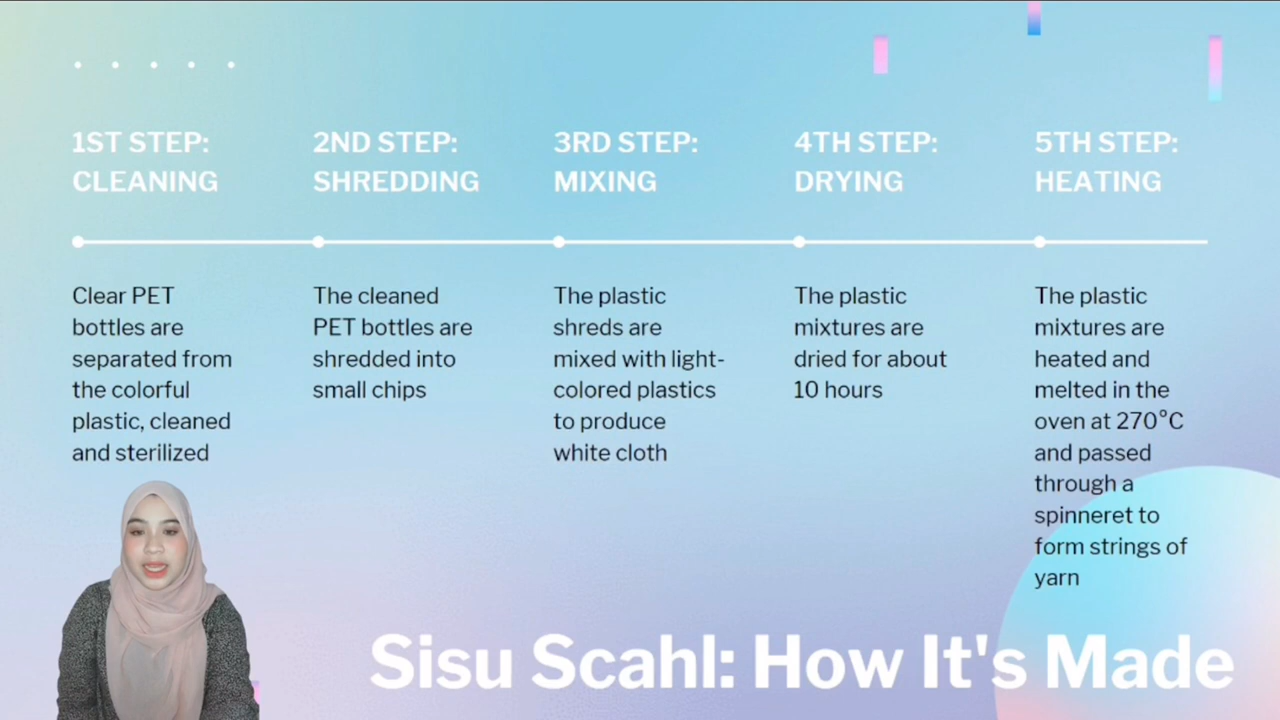 1ST STEP:
CLEANING
Clear PET
bottles are
separated from
the colorful
plastic, cleaned
and sterilized
2ND STEP:
SHREDDING
The cleaned
PET bottles are
shredded into
small chips
3RD STEP:
MIXING
The plastic
shreds are
mixed with light-
colored plastics
to produce
white cloth
4TH STEP:
DRYING
The plastic
mixtures are
dried for about
10 hours
5TH STEP:
HEATING
The plastic
mixtures are
heated and
melted in the
oven at 270°C
and passed
through a
spinneret to
form strings of
yarn
Sisu Scahl: How It's Made